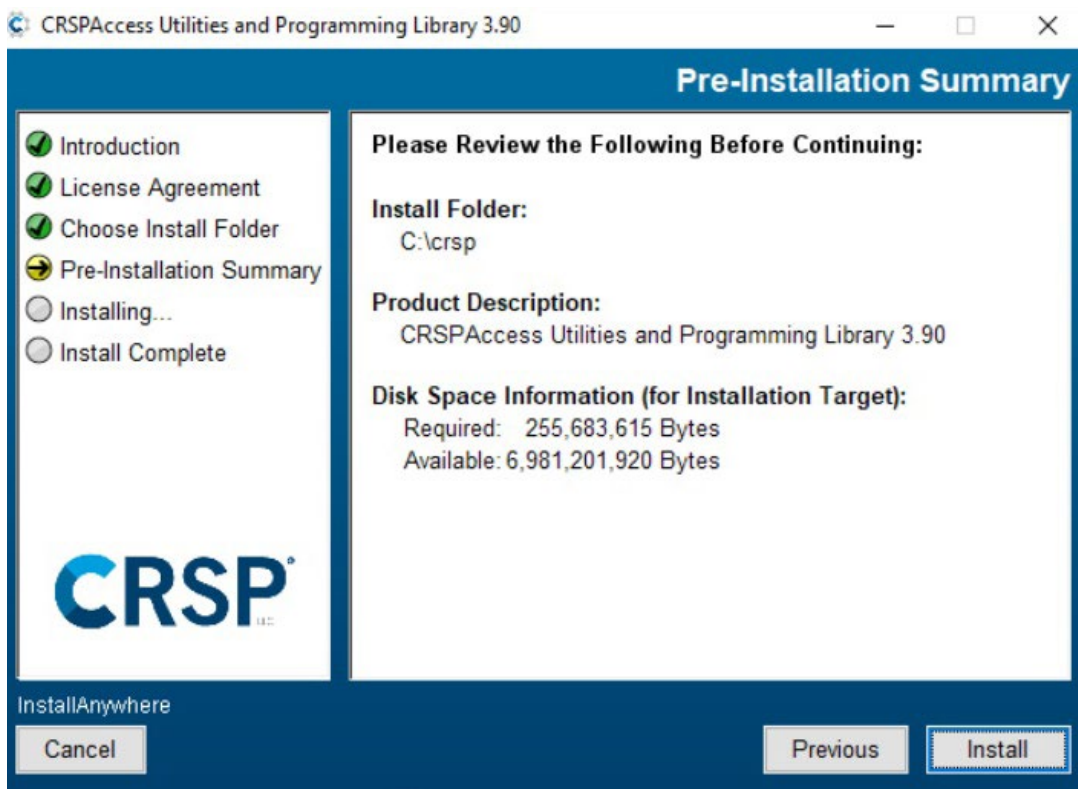 CRSPAccess Utilities and Programming Library 3.90
Pre-Installation Summary
Introduction
License Agreement
Choose Install Folder
Pre-Installation Summary
Installing...
Install Complete
Please Review the Following Before Continuing:
Install Folder:
C:\crsp
Product Description:
CRSPAccess Utilities and Programming Library 3.90
Disk Space Information (for Installation Target):
Required: 255,683,615 Bytes
Available: 6,981,201,920 Bytes
CRSP
InstallAnywhere
Cancel
Previous
Install